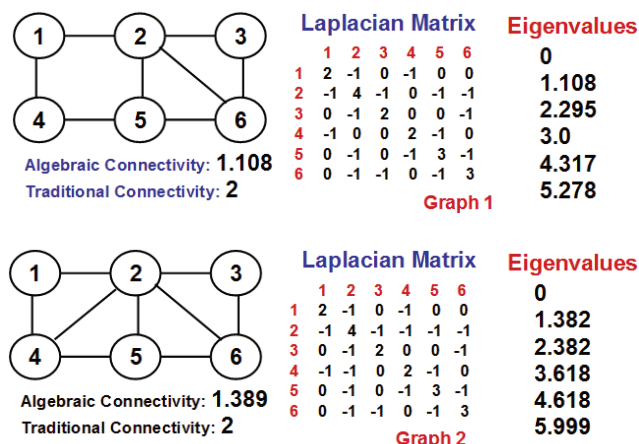 1 2 3
4 5 6
Algebraic Connectivity: 1.108
Traditional Connectivity: 2
Laplacian Matrix
1 2 3 4 5 6
1 2 -1 0 -1 0 0
2 -1 4 -1 0 -1 -1
3 0 -1 2 0 0 -1
4 -1 0 0 2 -1 0
5 0 -1 0 -1 3 -1
6 0 -1 -1 0 -1 3
Graph 1
Eigenvalues
0
1.108
2.295
3.0
4.317
5.278
1 2 3
4 5 6
Algebraic Connectivity: 1.389
Traditional Connectivity: 2
Laplacian Matrix
1 2 3 4 5 6
1 2 -1 0 -1 0 0
2 -1 4 -1 -1 -1 -1
3 0 -1 2 0 0 -1
4 -1 -1 0 2 -1 0
5 0 -1 0 -1 3 -1
6 0 -1 -1 0 -1 3
Graph 2
Eigenvalues
0
1.382
2.382
3.618
4.618
5.999